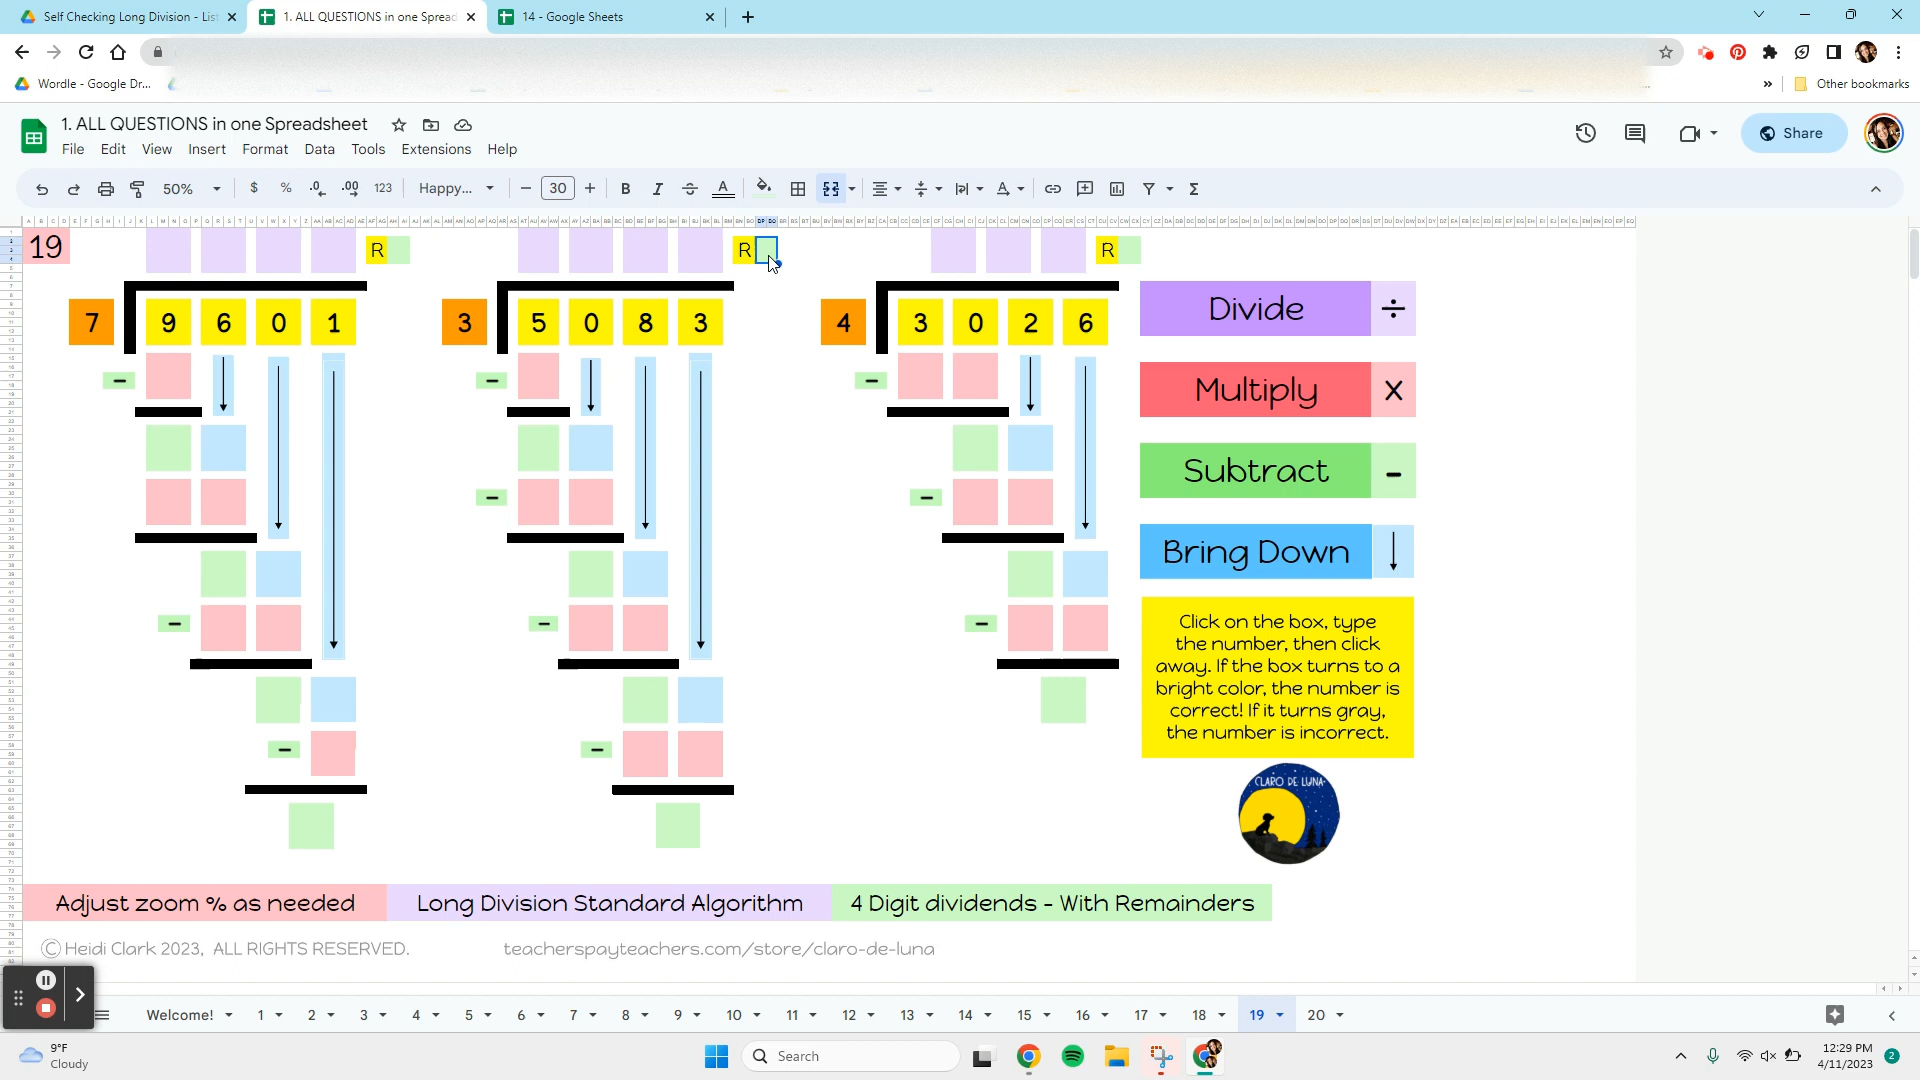 Self Checking Long Division - List
1. ALL QUESTIONS in one Spread
14 - Google Sheets
Wordle - Google Dr...
Other bookmarks
1. ALL QUESTIONS in one Spreadsheet
File Edit View Insert Format Data Tools Extensions Help
Share
50% $ % .0 .00 123 Happy... 30 B I
19 R R R
7 9 6 0 1 3 5 0 8 3 4 3 0 2 6
Divide ÷
Multiply x
Subtract -
Bring Down ↓
Click on the box, type
the number, then click
away. If the box turns to a
bright color, the number is
correct! If it turns gray,
the number is incorrect.
CLARO DE LUNA
Adjust zoom % as needed Long Division Standard Algorithm 4 Digit dividends - With Remainders
© Heidi Clark 2023, ALL RIGHTS RESERVED. teacherspayteachers.com/store/claro-de-luna
Welcome! 1 2 3 4 5 6 7 8 9 10 11 12 13 14 15 16 17 18 19 20
9°F
Cloudy
Search
12:29 PM
4/11/2023
2